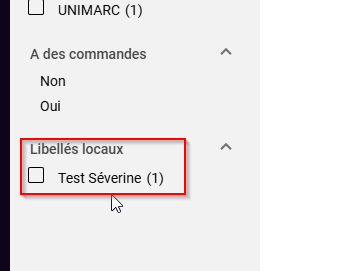 UNIMARC (1)
A des commandes
Non
Oui
Libellés locaux
Test Séverine (1)